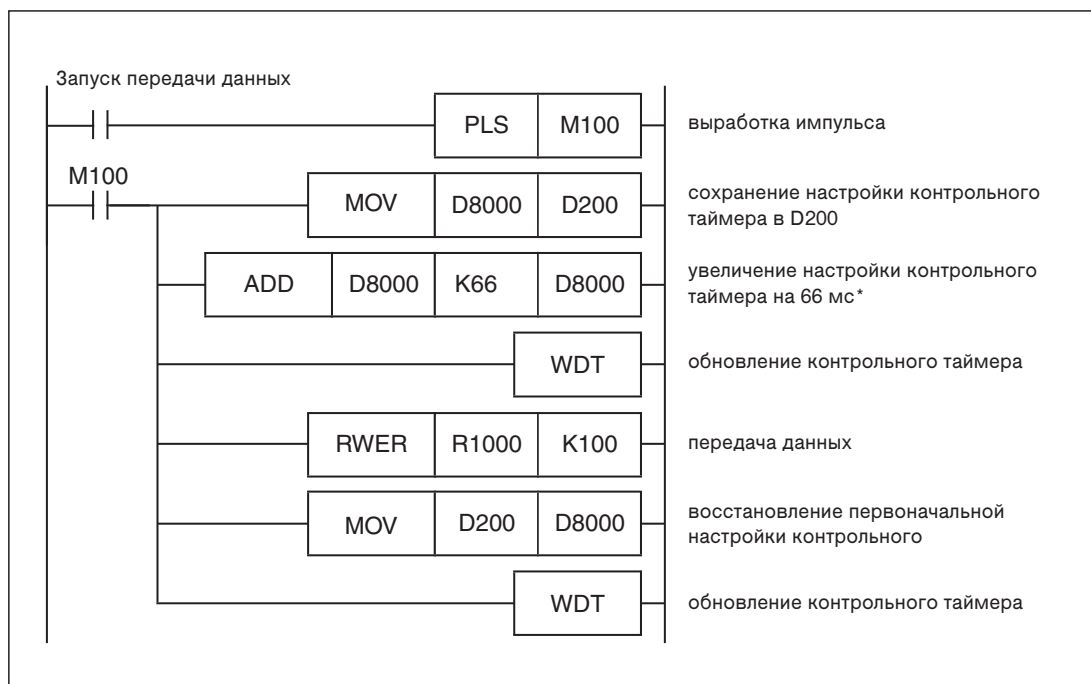 Запуск передачи данных
PLS M100 выработка импульса
M100
MOV D8000 D200 сохранение настройки контрольного
таймера в D200
ADD D8000 K66 D8000 увеличение настройки контрольного
таймера на 66 мс*
WDT обновление контрольного таймера
RWER R1000 K100 передача данных
MOV D200 D8000 восстановление первоначальной
настройки контрольного
WDT обновление контрольного таймера